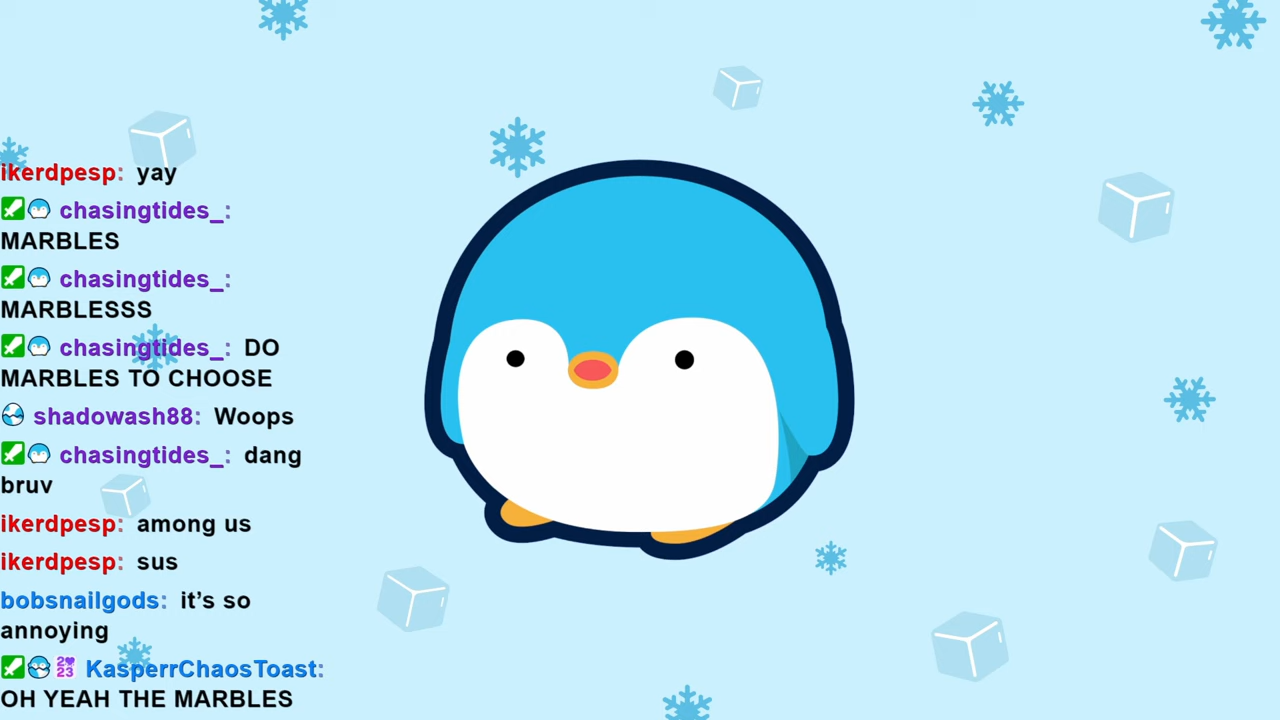 ikerdpesp: yay
chasingtides_:
MARBLES
chasingtides_:
MARBLESSS
chasingtides_: DO
MARBLES TO CHOOSE
shadowash88: Woops
chasingtides_: dang
bruv
ikerdpesp: among us
ikerdpesp: sus
bobsnailgods: it’s so
annoying
2023 KasperrChaosToast:
OH YEAH THE MARBLES